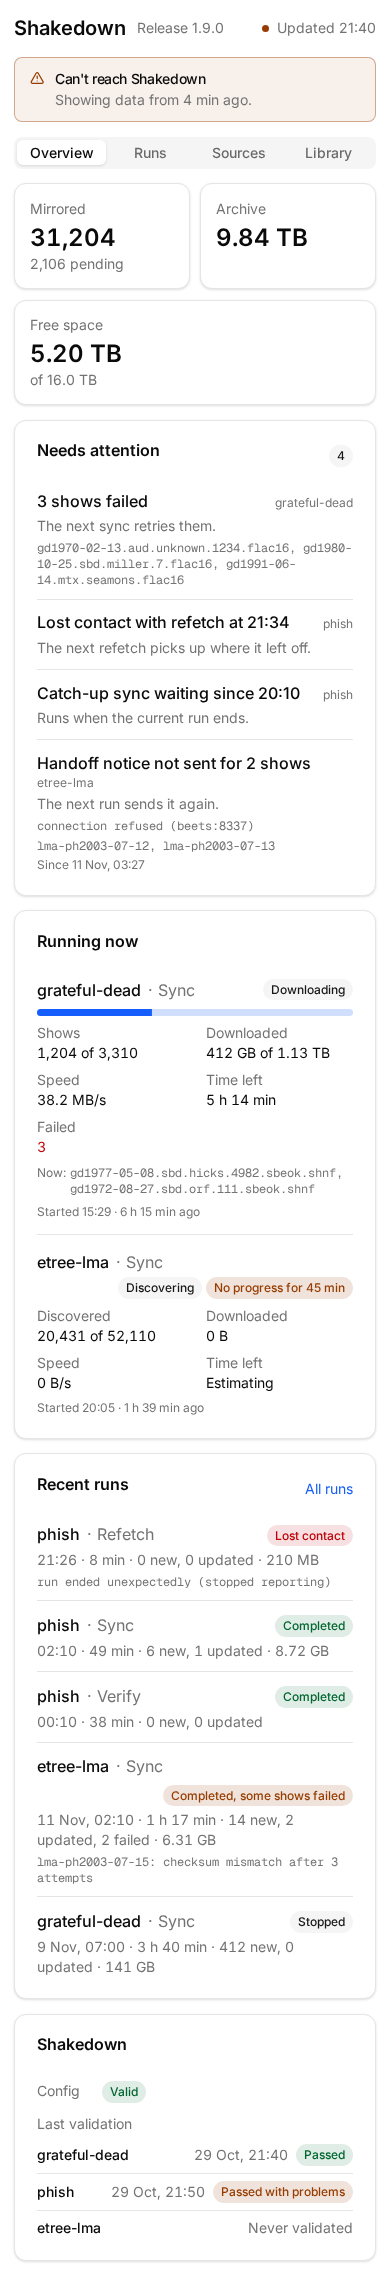 Shakedown Release 1.9.0 Updated 21:40
Can't reach Shakedown
Showing data from 4 min ago.
Overview Runs Sources Library
Mirrored
31,204
2,106 pending
Archive
9.84 TB
Free space
5.20 TB
of 16.0 TB
Needs attention 4
3 shows failed grateful-dead
The next sync retries them.
gd1970-02-13.aud.unknown.1234.flac16, gd1980-
10-25.sbd.miller.7.flac16, gd1991-06-
14.mtx.seamons.flac16
Lost contact with refetch at 21:34 phish
The next refetch picks up where it left off.
Catch-up sync waiting since 20:10 phish
Runs when the current run ends.
Handoff notice not sent for 2 shows
etree-lma
The next run sends it again.
connection refused (beets:8337)
lma-ph2003-07-12, lma-ph2003-07-13
Since 11 Nov, 03:27
Running now
grateful-dead · Sync Downloading
Shows Downloaded
1,204 of 3,310 412 GB of 1.13 TB
Speed Time left
38.2 MB/s 5 h 14 min
Failed
3
Now: gd1977-05-08.sbd.hicks.4982.sbeok.shnf,
gd1972-08-27.sbd.orf.111.sbeok.shnf
Started 15:29 · 6 h 15 min ago
etree-lma · Sync
Discovering No progress for 45 min
Discovered Downloaded
20,431 of 52,110 0 B
Speed Time left
0 B/s Estimating
Started 20:05 · 1 h 39 min ago
Recent runs All runs
phish · Refetch Lost contact
21:26 · 8 min · 0 new, 0 updated · 210 MB
run ended unexpectedly (stopped reporting)
phish · Sync Completed
02:10 · 49 min · 6 new, 1 updated · 8.72 GB
phish · Verify Completed
00:10 · 38 min · 0 new, 0 updated
etree-lma · Sync
Completed, some shows failed
11 Nov, 02:10 · 1 h 17 min · 14 new, 2
updated, 2 failed · 6.31 GB
lma-ph2003-07-15: checksum mismatch after 3
attempts
grateful-dead · Sync Stopped
9 Nov, 07:00 · 3 h 40 min · 412 new, 0
updated · 141 GB
Shakedown
Config Valid
Last validation
grateful-dead 29 Oct, 21:40 Passed
phish 29 Oct, 21:50 Passed with problems
etree-lma Never validated